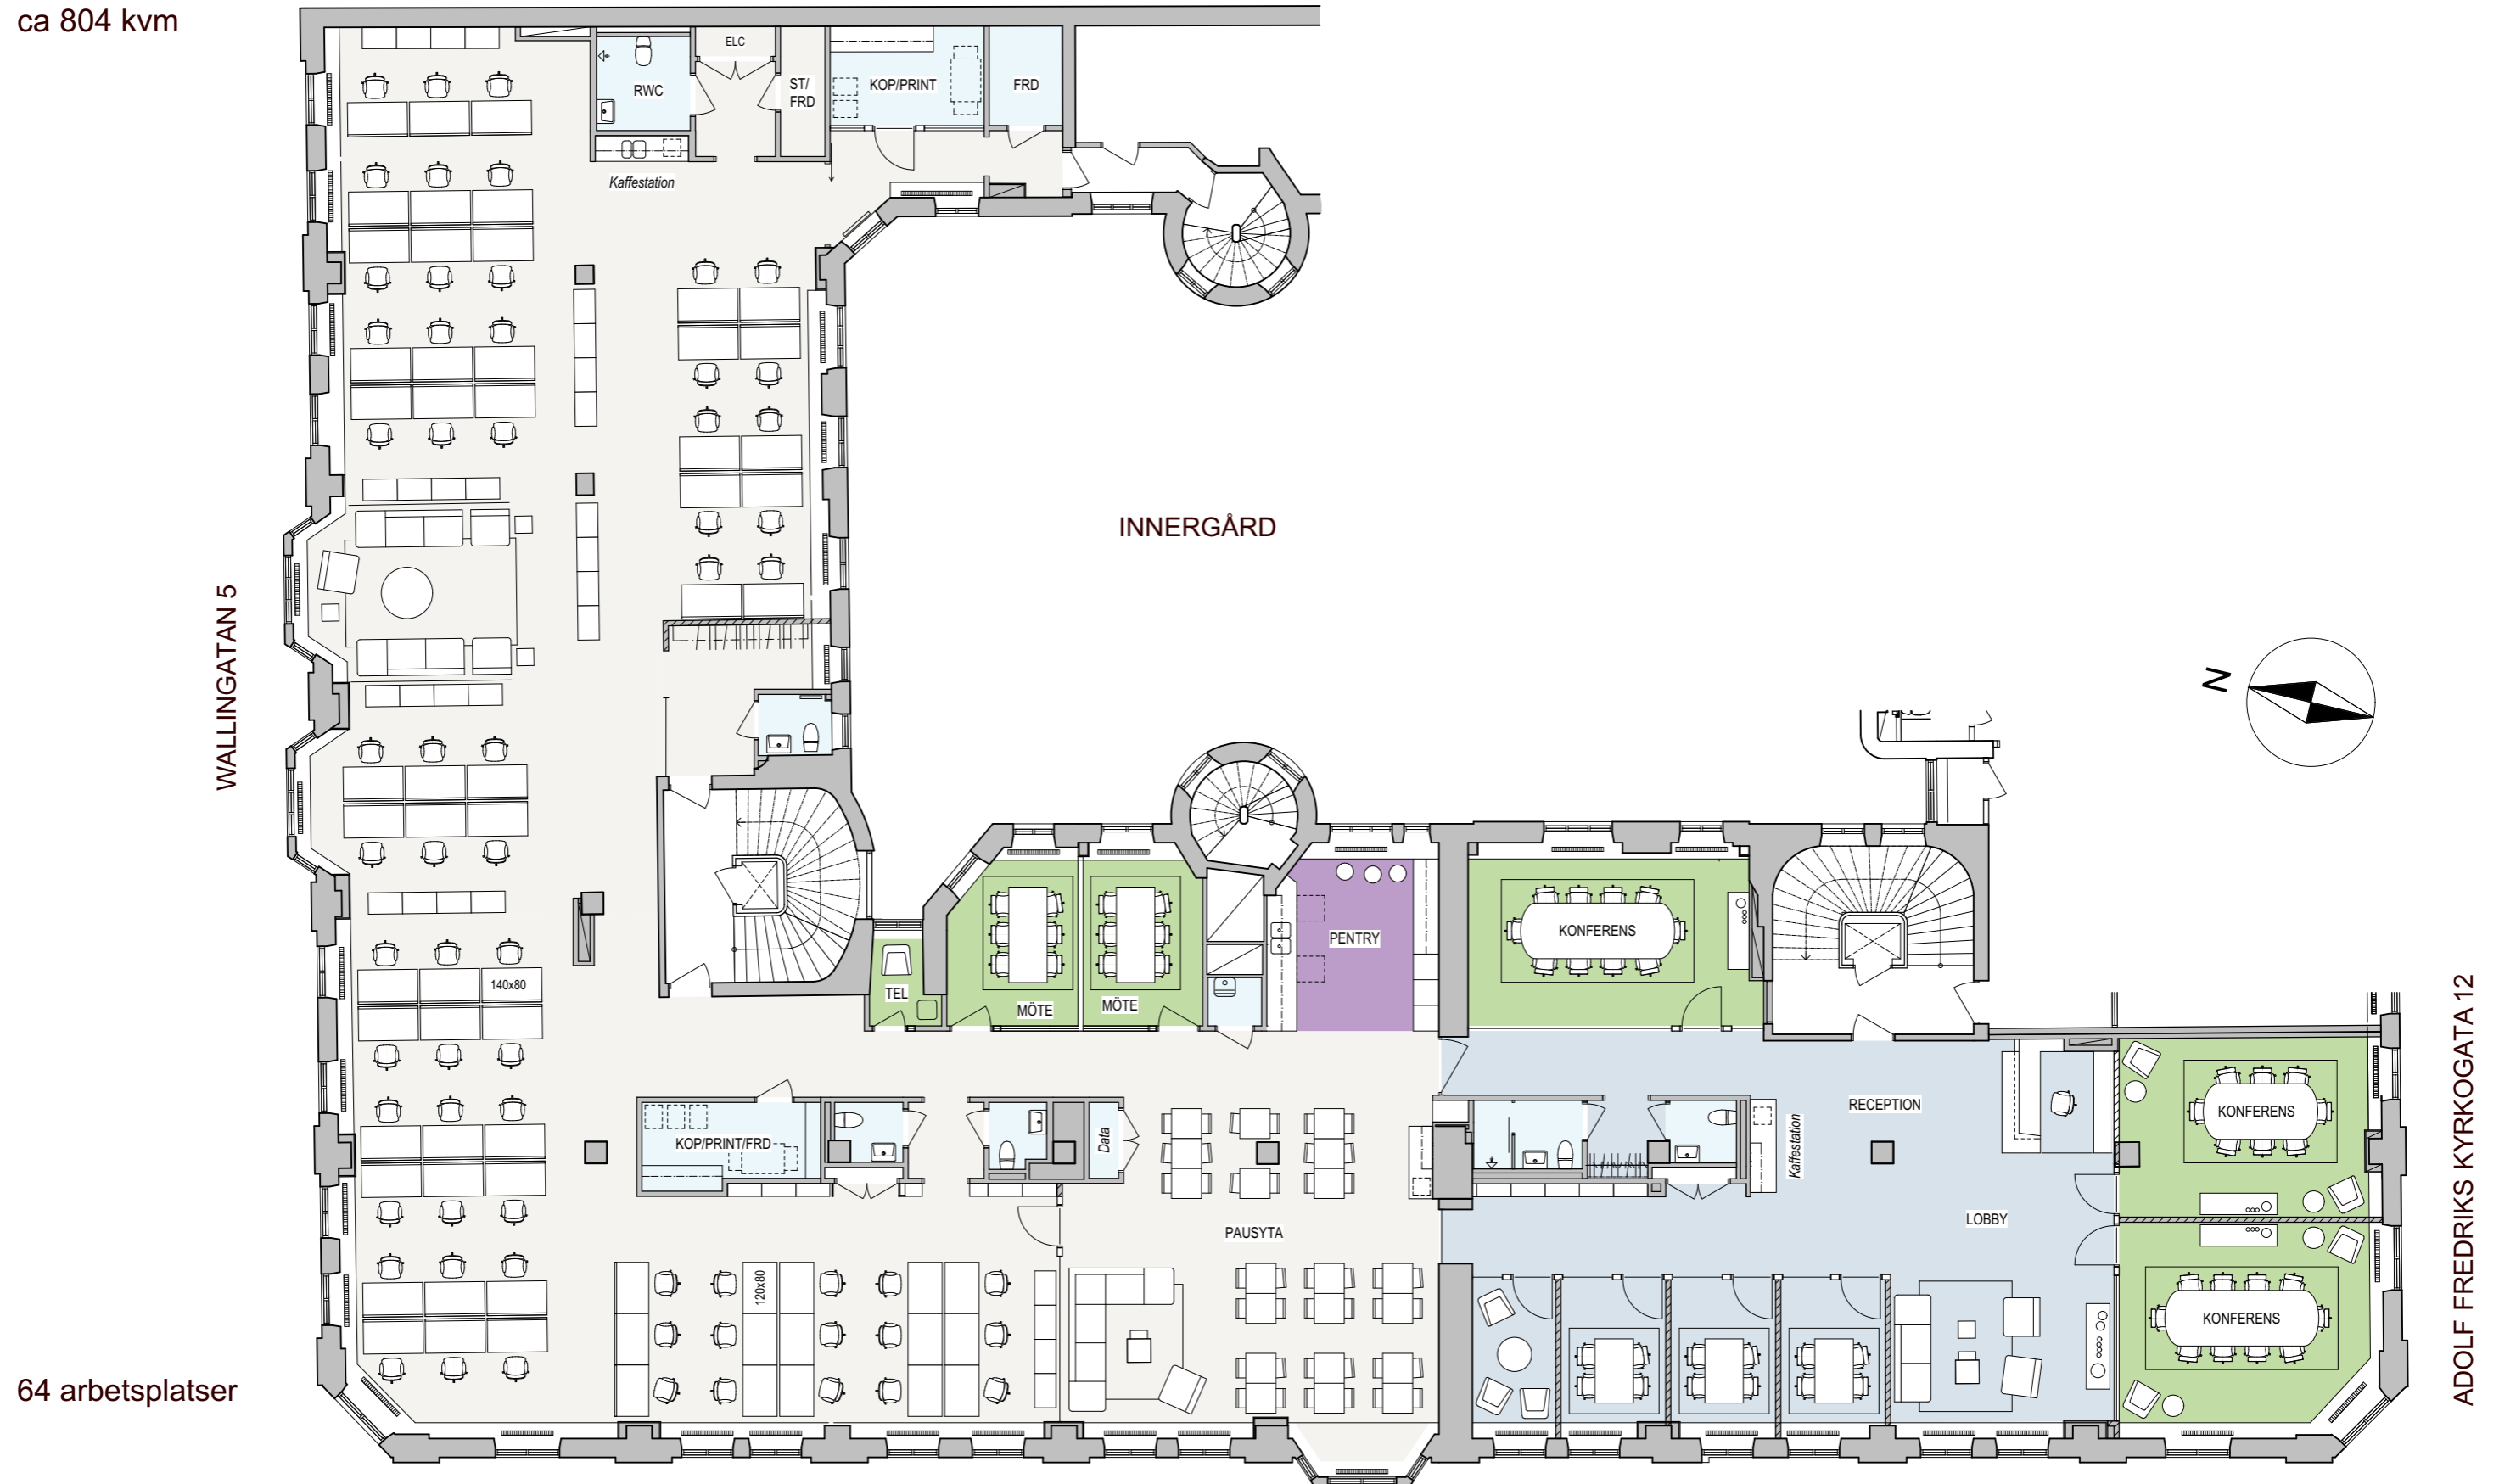 ca 804 kvm
ELC
RWC
ST/
FRD
KOP/PRINT
FRD
Kaffestation
INNERGÅRD
WALLINGATAN 5
N
140x80
TEL
MÖTE
MÖTE
PENTRY
KONFERENS
KOP/PRINT/FRD
Data
RECEPTION
Kaffestation
KONFERENS
LOBBY
PAUSYTA
120x80
KONFERENS
ADOLF FREDRIKS KYRKOGATA 12
64 arbetsplatser